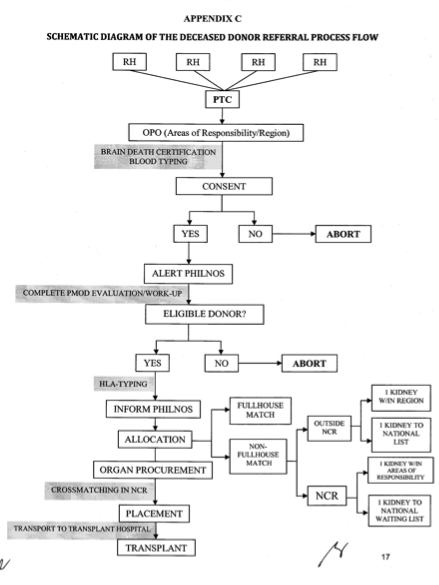 APPENDIX C
SCHEMATIC DIAGRAM OF THE DECEASED DONOR REFERRAL PROCESS FLOW
RH
RH
RH
RH
PTC
OPO (Areas of Responsibility/Region)
BRAIN DEATH CERTIFICATION
BLOOD TYPING
CONSENT
YES
NO
ABORT
ALERT PHILNOS
COMPLETE PMOD EVALUATION/WORK-UP
ELIGIBLE DONOR?
YES
NO
ABORT
HLA-TYPING
INFORM PHILNOS
ALLOCATION
ORGAN PROCUREMENT
CROSSMATCHING IN NCR
PLACEMENT
TRANSPORT TO TRANSPLANT HOSPITAL
TRANSPLANT
FULLHOUSE
MATCH
NON-
FULLHOUSE
MATCH
OUTSIDE
NCR
1 KIDNEY
W/IN REGION
1 KIDNEY TO
NATIONAL
LIST
NCR
1 KIDNEY W/IN
AREAS OF
RESPONSIBILITY
1 KIDNEY TO
NATIONAL
WAITING LIST
17